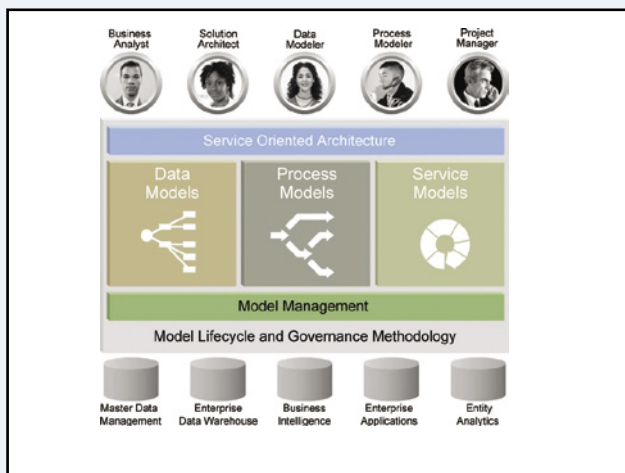 Business
Analyst
Solution
Architect
Data
Modeler
Process
Modeler
Project
Manager
Service Oriented Architecture
Data
Models
Process
Models
Service
Models
Model Management
Model Lifecycle and Governance Methodology
Master Data
Management
Enterprise
Data Warehouse
Business
Intelligence
Enterprise
Applications
Entity
Analytics